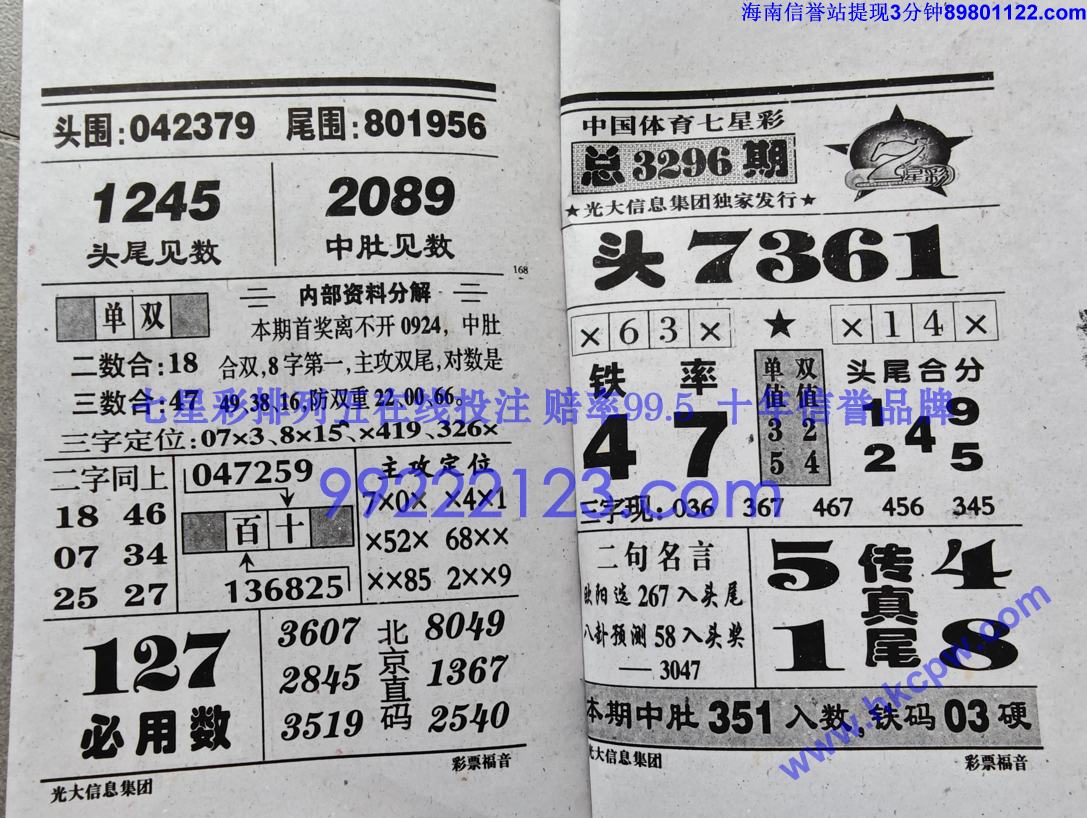 海南信誉站提现3分钟89801122.com
头围:042379 尾围:801956
1245 2089
头尾见数 中肚见数
168
单双
内部资料分解
本期首奖离不开0924，中肚
二数合:18 合双,8字第一,主攻双尾,对数是
三数合:47 49、38、16,防双重22、00、66。
七星彩排列五在线投注 赔率99.5 十年信誉品牌
三字定位:07×3、8×15、×419、326×
二字同上
18 46
07 34
25 27
047259
百十
136825
主攻定位
7×0× ×4×1
×52× 68××
××85 2××9
99222123.com
127
必用数
北京直码
3607 8049
2845 1367
3519 2540
光大信息集团 彩票福音
中国体育七星彩
总3296期
7星彩
★光大信息集团独家发行★
头7361
×63× ★ ×14×
铁率
47
单值35
双值24
头尾合分
1 9
4
2 5
三字现: 036 367 467 456 345
二句名言
欧阳选267入头尾
八卦预测58入头奖
——3047
传真尾
5 4
1 8
www.hkcpw.com
本期中肚351入数,铁码03硬
光大信息集团 彩票福音